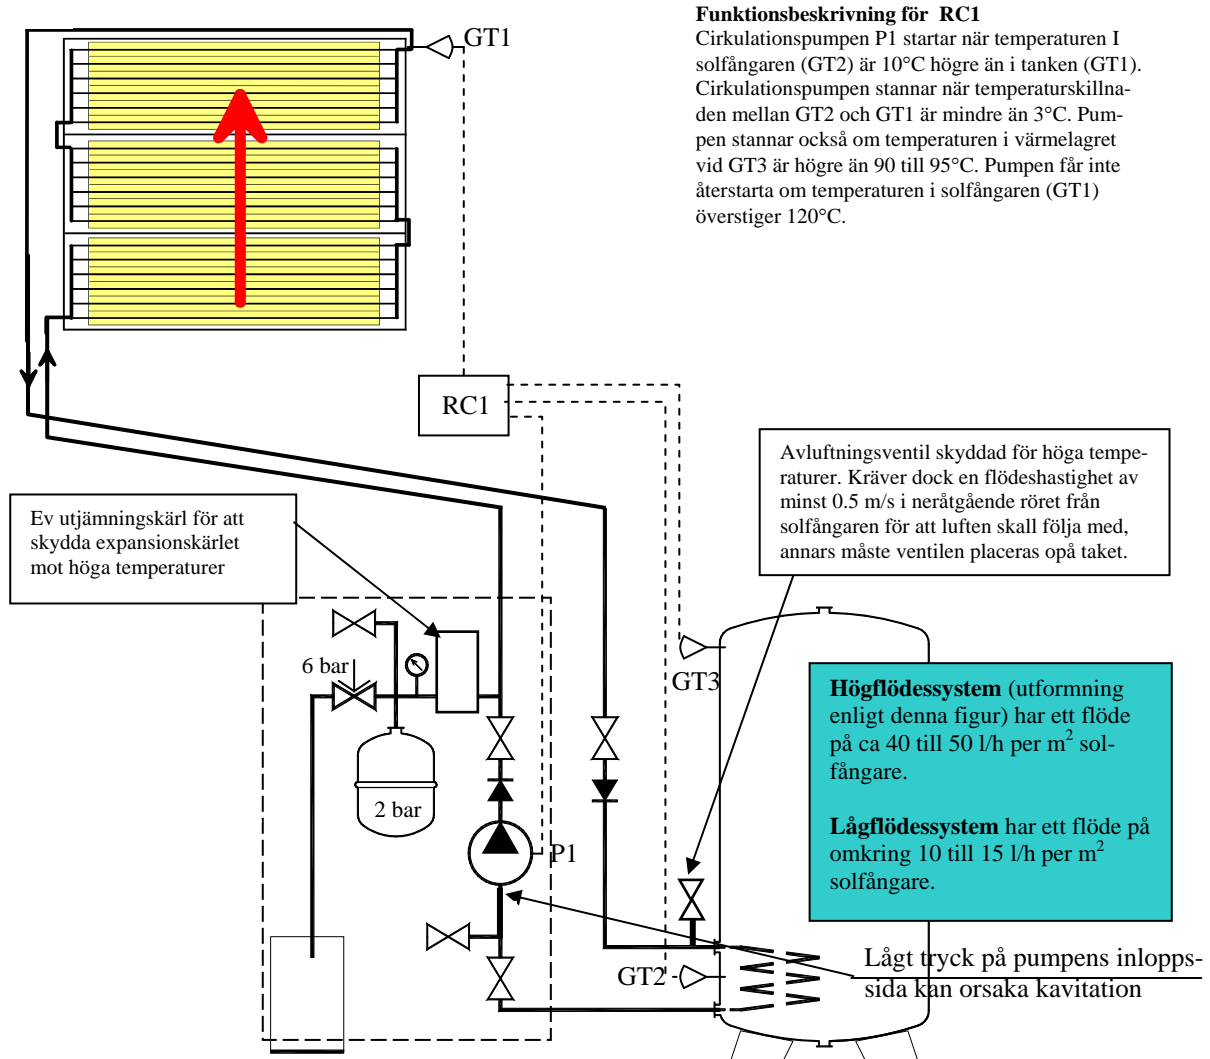 Funktionsbeskrivning för RC1
Cirkulationspumpen P1 startar när temperaturen I
solfångaren (GT2) är 10°C högre än i tanken (GT1).
Cirkulationspumpen stannar när temperaturskillna-
den mellan GT2 och GT1 är mindre än 3°C. Pum-
pen stannar också om temperaturen i värmelagret
vid GT3 är högre än 90 till 95°C. Pumpen får inte
återstarta om temperaturen i solfångaren (GT1)
överstiger 120°C.
GT1
RC1
Avluftningsventil skyddad för höga tempe-
raturer. Kräver dock en flödeshastighet av
minst 0.5 m/s i neråtgående röret från
solfångaren för att luften skall följa med,
annars måste ventilen placeras opå taket.
Ev utjämningskärl för att
skydda expansionskärlet
mot höga temperaturer
6 bar
GT3
Högflödessystem (utformning
enligt denna figur) har ett flöde
på ca 40 till 50 l/h per m² sol-
fångare.
Lågflödessystem har ett flöde på
omkring 10 till 15 l/h per m²
solfångare.
2 bar
P1
GT2
Lågt tryck på pumpens inlopps-
sida kan orsaka kavitation